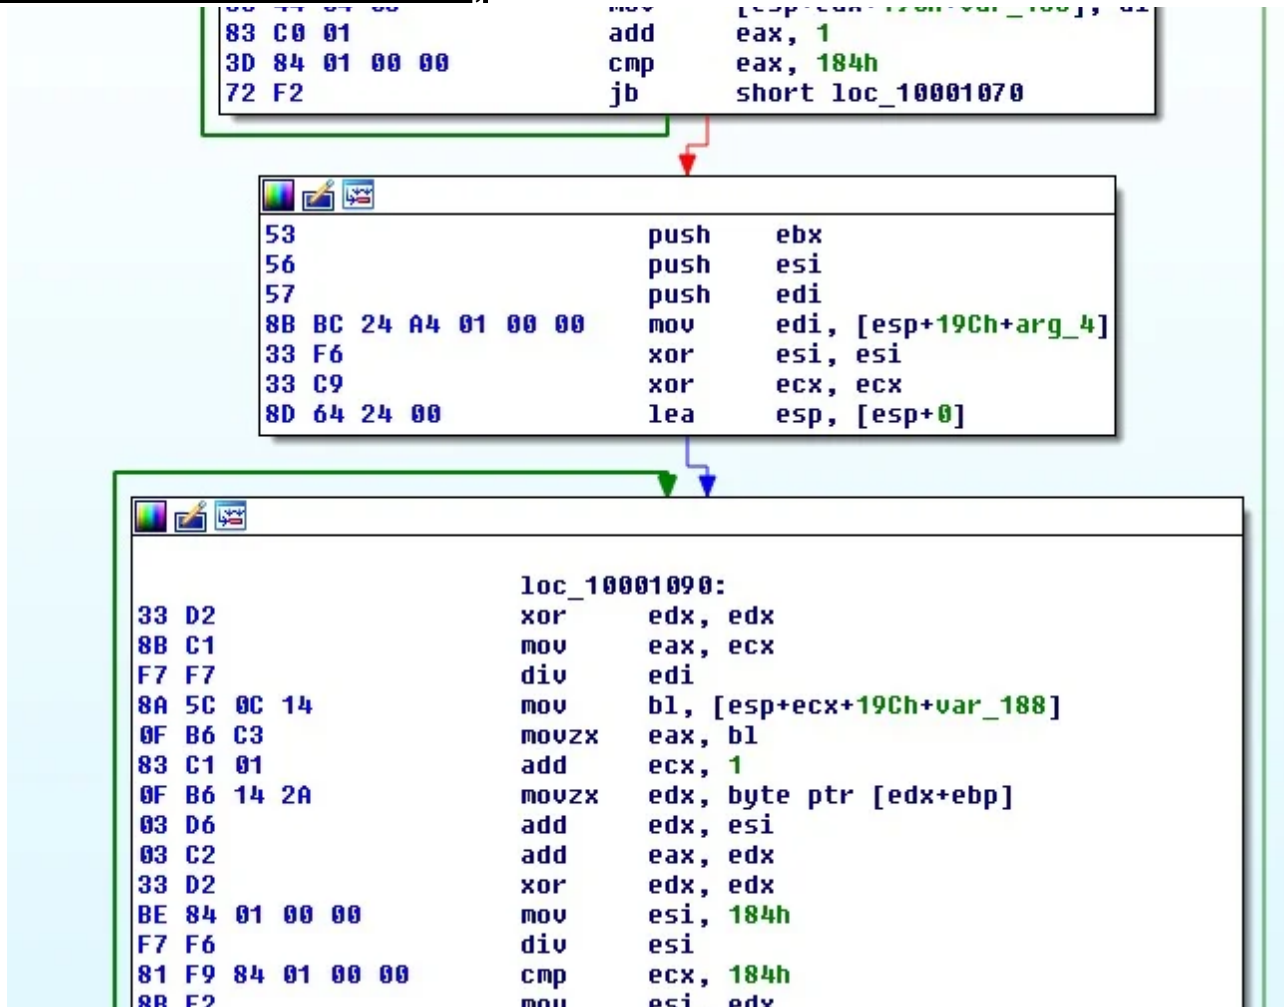 83 C0 01 add eax, 1
3D 84 01 00 00 cmp eax, 184h
72 F2 jb short loc_10001070
53 push ebx
56 push esi
57 push edi
8B BC 24 A4 01 00 00 mov edi, [esp+19Ch+arg_4]
33 F6 xor esi, esi
33 C9 xor ecx, ecx
8D 64 24 00 lea esp, [esp+0]
loc_10001090:
33 D2 xor edx, edx
8B C1 mov eax, ecx
F7 F7 div edi
8A 5C 0C 14 mov bl, [esp+ecx+19Ch+var_188]
0F B6 C3 movzx eax, bl
83 C1 01 add ecx, 1
0F B6 14 2A movzx edx, byte ptr [edx+ebp]
03 D6 add edx, esi
03 C2 add eax, edx
33 D2 xor edx, edx
BE 84 01 00 00 mov esi, 184h
F7 F6 div esi
81 F9 84 01 00 00 cmp ecx, 184h
8B F2 mov esi, edx